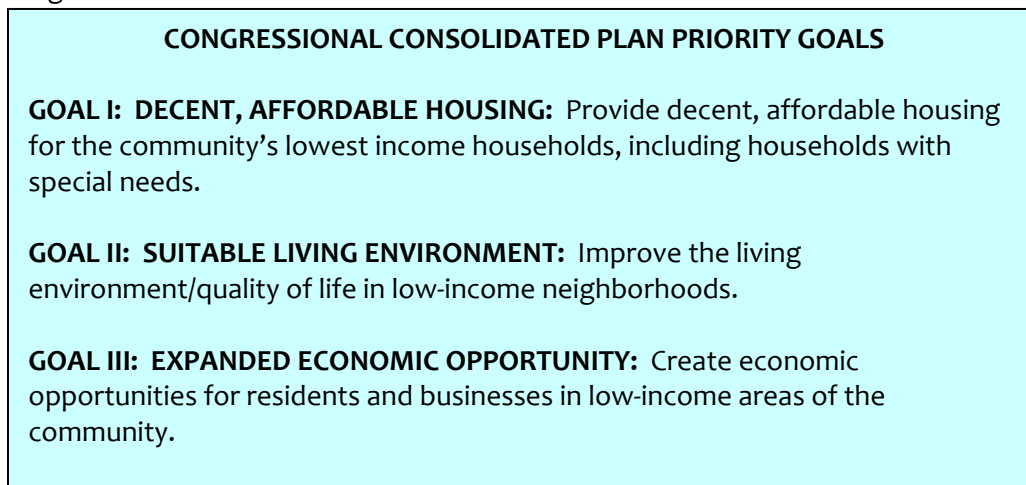 CONGRESSIONAL CONSOLIDATED PLAN PRIORITY GOALS
GOAL I:  DECENT, AFFORDABLE HOUSING:  Provide decent, affordable housing
for the community’s lowest income households, including households with
special needs.
GOAL II:  SUITABLE LIVING ENVIRONMENT:  Improve the living
environment/quality of life in low-income neighborhoods.
GOAL III:  EXPANDED ECONOMIC OPPORTUNITY:  Create economic
opportunities for residents and businesses in low-income areas of the
community.